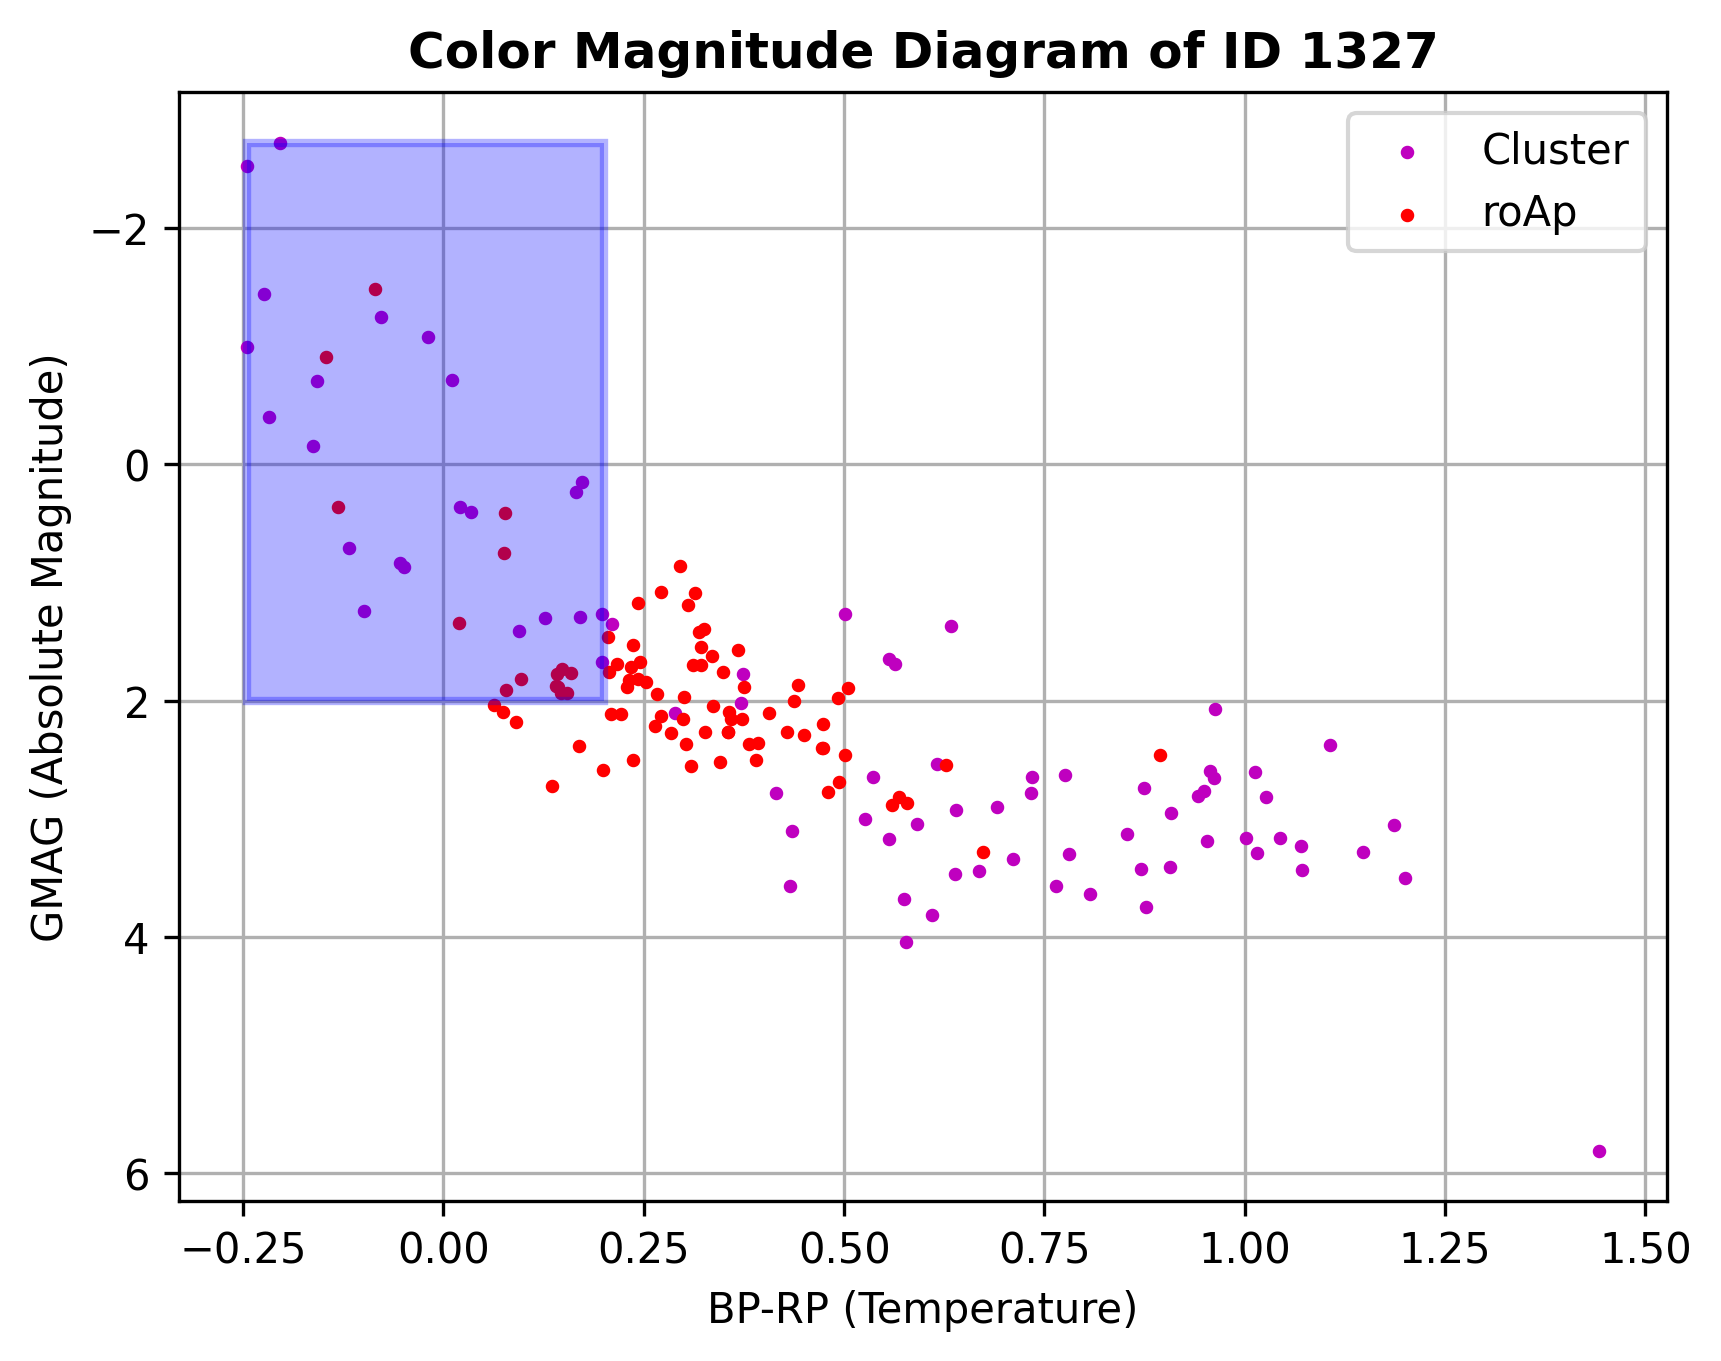 Color Magnitude Diagram of ID 1327
Cluster
roAp
GMAG (Absolute Magnitude)
−2
0
2
4
6
−0.25 0.00 0.25 0.50 0.75 1.00 1.25 1.50
BP-RP (Temperature)